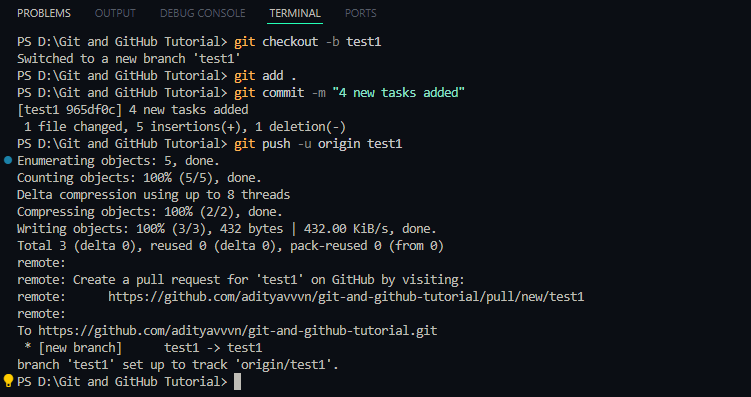 PROBLEMS OUTPUT DEBUG CONSOLE TERMINAL PORTS
PS D:\Git and GitHub Tutorial> git checkout -b test1
Switched to a new branch 'test1'
PS D:\Git and GitHub Tutorial> git add .
PS D:\Git and GitHub Tutorial> git commit -m "4 new tasks added"
[test1 965df0c] 4 new tasks added
 1 file changed, 5 insertions(+), 1 deletion(-)
PS D:\Git and GitHub Tutorial> git push -u origin test1
Enumerating objects: 5, done.
Counting objects: 100% (5/5), done.
Delta compression using up to 8 threads
Compressing objects: 100% (2/2), done.
Writing objects: 100% (3/3), 432 bytes | 432.00 KiB/s, done.
Total 3 (delta 0), reused 0 (delta 0), pack-reused 0 (from 0)
remote:
remote: Create a pull request for 'test1' on GitHub by visiting:
remote:      https://github.com/adityavvvn/git-and-github-tutorial/pull/new/test1
remote:
To https://github.com/adityavvvn/git-and-github-tutorial.git
 * [new branch]      test1 -> test1
branch 'test1' set up to track 'origin/test1'.
PS D:\Git and GitHub Tutorial>